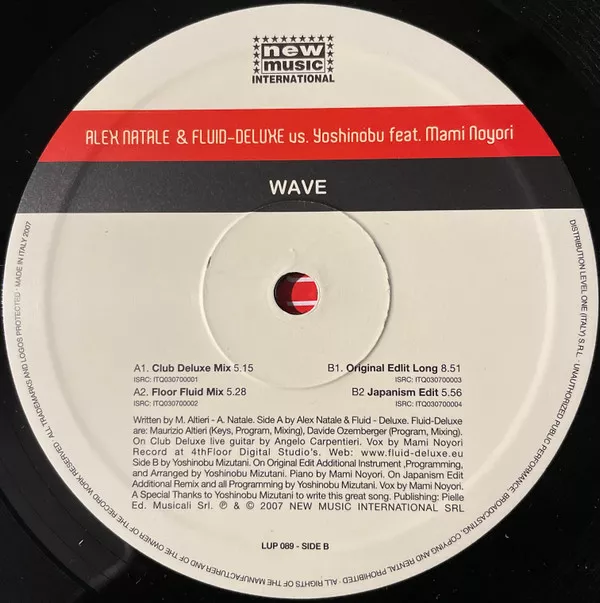 new
music
INTERNATIONAL
ALEX NATALE & FLUID-DELUXE vs. Yoshinobu feat. Mami Noyori
WAVE
A1. Club Deluxe Mix 5.15
ISRC: ITQ030700001
A2. Floor Fluid Mix 5.28
ISRC: ITQ030700002
B1. Original Edlit Long 8.51
ISRC: ITQ030700003
B2 Japanism Edit 5.56
ISRC: ITQ030700004
Written by M. Altieri - A. Natale. Side A by Alex Natale & Fluid - Deluxe. Fluid-Deluxe
are: Maurizio Altieri (Keys, Program, Mixing), Davide Ozemberger (Program, Mixing).
On Club Deluxe live guitar by Angelo Carpentieri. Vox by Mami Noyori
Record at 4thFloor Digital Studio's. Web: www.fluid-deluxe.eu
Side B by Yoshinobu Mizutani. On Original Edit Additional Instrument ,Programming,
and Arranged by Yoshinobu Mizutani. Piano by Mami Noyori. On Japanism Edit
Additional Remix and all Programming by Yoshinobu Mizutani. Vox by Mami Noyori.
A Special Thanks to Yoshinobu Mizutani to write this great song. Publishing: Pielle
Ed. Musicali Srl. ℗ & © 2007 NEW MUSIC INTERNATIONAL SRL
LUP 089 - SIDE B
DISTRIBUTION LEVEL ONE (ITALY) S.R.L. · UNAUTHORIZED PUBLIC PERFORMANCE, BROADCASTING, COPYING AND RENTAL PROHIBITED · ALL RIGHTS OF THE MANUFACTURER AND OF THE OWNER OF THE RECORD WORK RESERVED. ALL TRADEMARKS AND LOGOS PROTECTED · MADE IN ITALY 2007